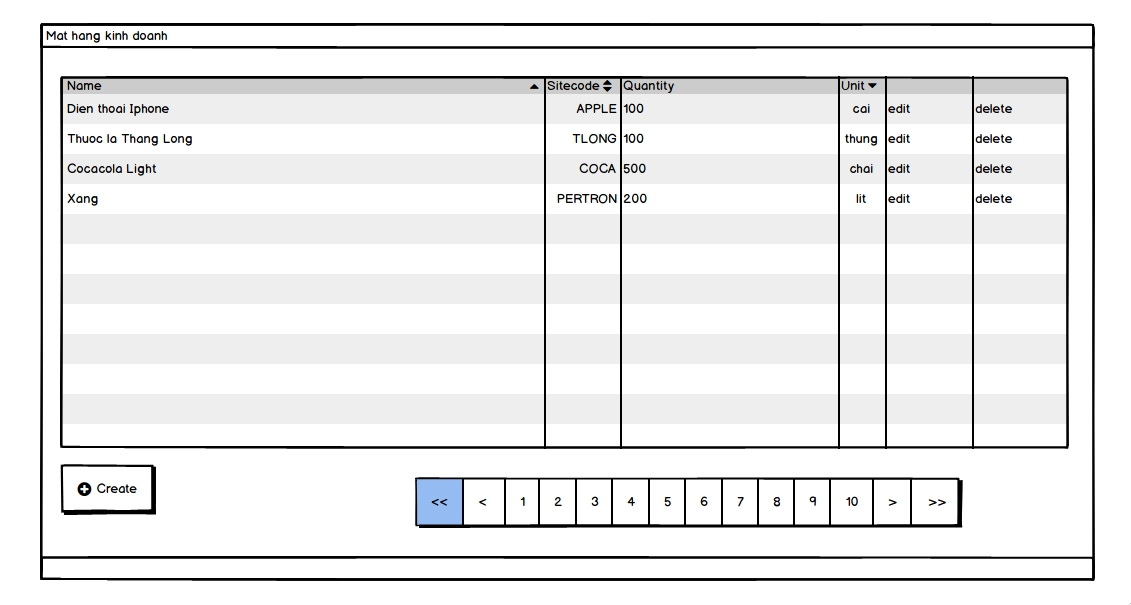 Mat hang kinh doanh
Name Sitecode Quantity Unit
Dien thoai Iphone APPLE 100 cai edit delete
Thuoc la Thang Long TLONG 100 thung edit delete
Cocacola Light COCA 500 chai edit delete
Xang PERTRON 200 lit edit delete
Create
<< < 1 2 3 4 5 6 7 8 9 10 > >>